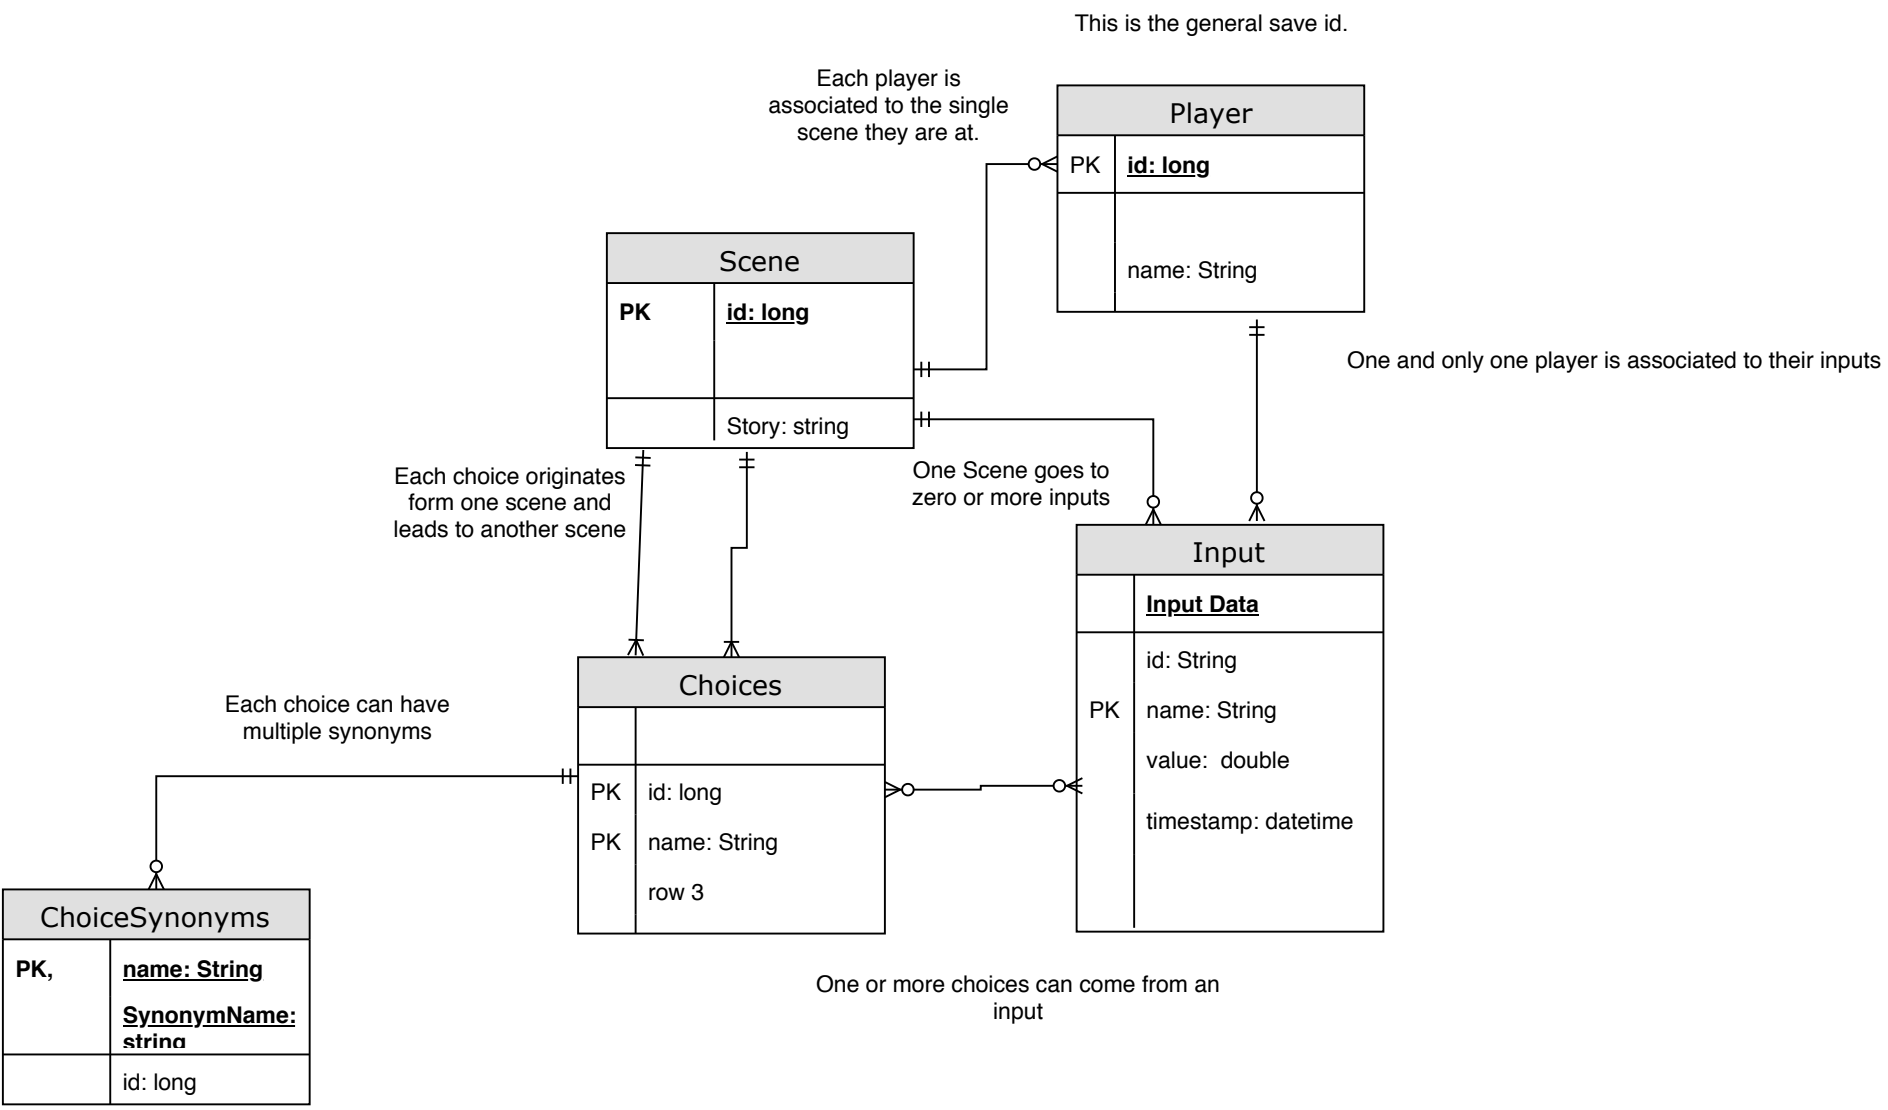 This is the general save id.
Each player is
associated to the single
scene they are at.
Player
PK id: long
name: String
Scene
PK id: long
Story: string
One and only one player is associated to their inputs
Each choice originates
form one scene and
leads to another scene
One Scene goes to
zero or more inputs
Input
Input Data
id: String
PK name: String
value: double
timestamp: datetime
Choices
PK id: long
PK name: String
row 3
Each choice can have
multiple synonyms
ChoiceSynonyms
PK, name: String
SynonymName:
string
id: long
One or more choices can come from an
input